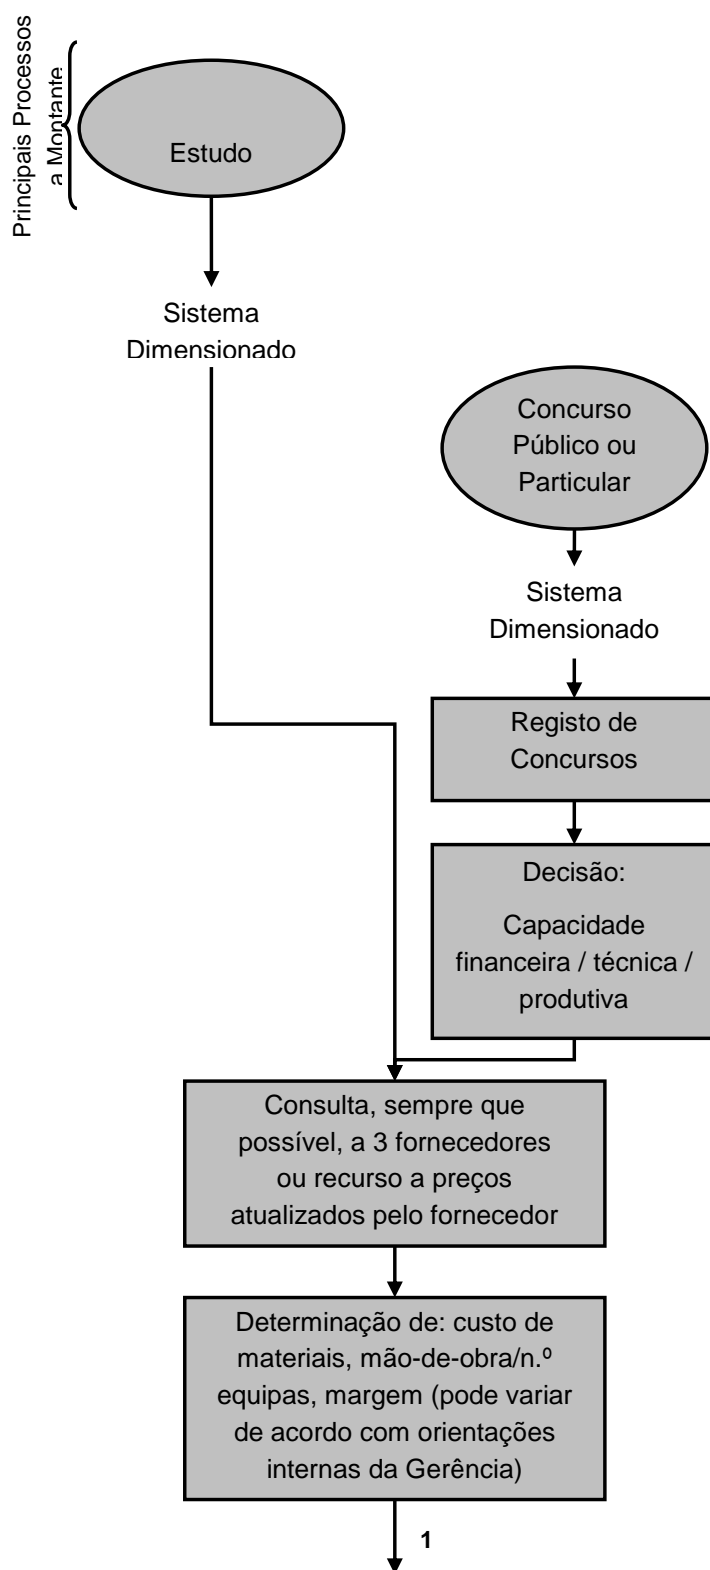 Principais Processos
a Montante
Estudo
Sistema
Dimensionado
Concurso
Público ou
Particular
Sistema
Dimensionado
Registo de
Concursos
Decisão:
Capacidade
financeira / técnica /
produtiva
Consulta, sempre que
possível, a 3 fornecedores
ou recurso a preços
atualizados pelo fornecedor
Determinação de: custo de
materiais, mão-de-obra/n.º
equipas, margem (pode variar
de acordo com orientações
internas da Gerência)
1